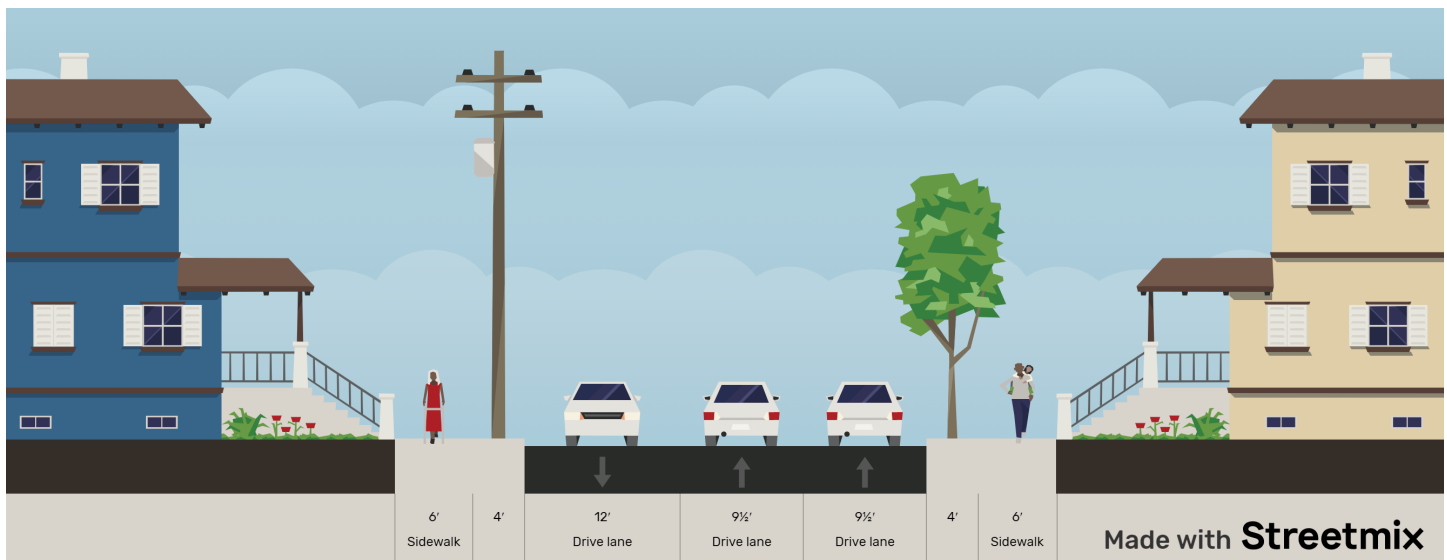 6′
Sidewalk
4′
12′
Drive lane
9½′
Drive lane
9½′
Drive lane
4′
6′
Sidewalk
Made with Streetmix